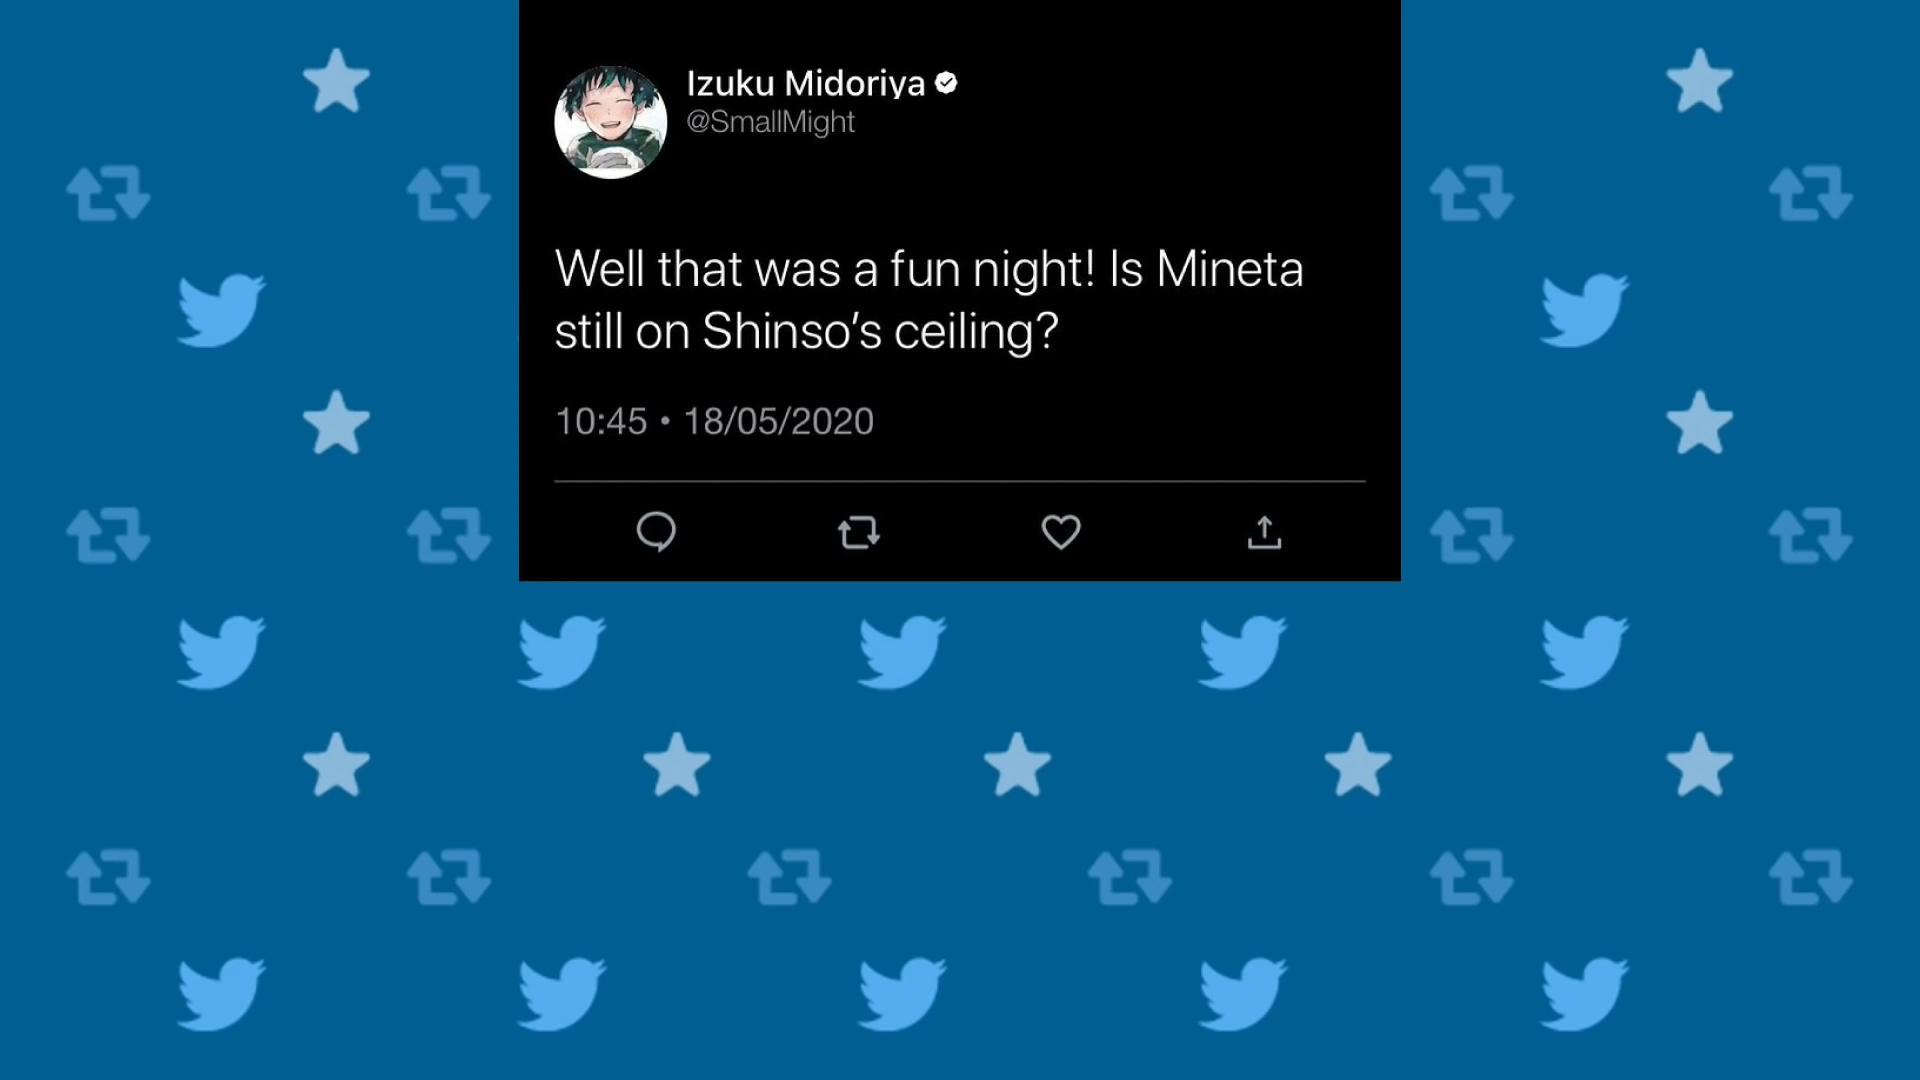 Izuku Midoriya
@SmallMight
Well that was a fun night! Is Mineta
still on Shinso’s ceiling?
10:45 • 18/05/2020